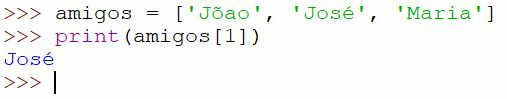 >>> amigos = ['Jõao', 'José', 'Maria']
>>> print(amigos[1])
José
>>>